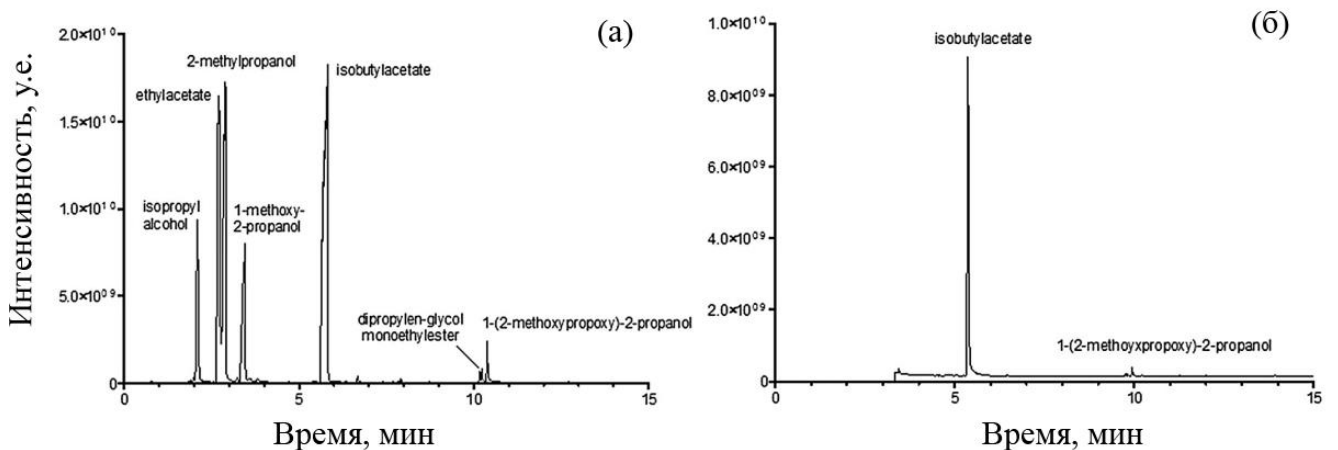 (а)
Интенсивность, у.е.
2.0×10¹⁰
1.5×10¹⁰
1.0×10¹⁰
5.0×10⁰⁹
0
isopropyl
alcohol
ethylacetate
2-methylpropanol
1-methoxy-
2-propanol
isobutylacetate
dipropylen-glycol
monoethylester
1-(2-methoxypropoxy)-2-propanol
0
5
10
15
Время, мин
(б)
1.0×10¹⁰
8.0×10⁰⁹
6.0×10⁰⁹
4.0×10⁰⁹
2.0×10⁰⁹
0
isobutylacetate
1-(2-methoyxpropoxy)-2-propanol
0
5
10
15
Время, мин